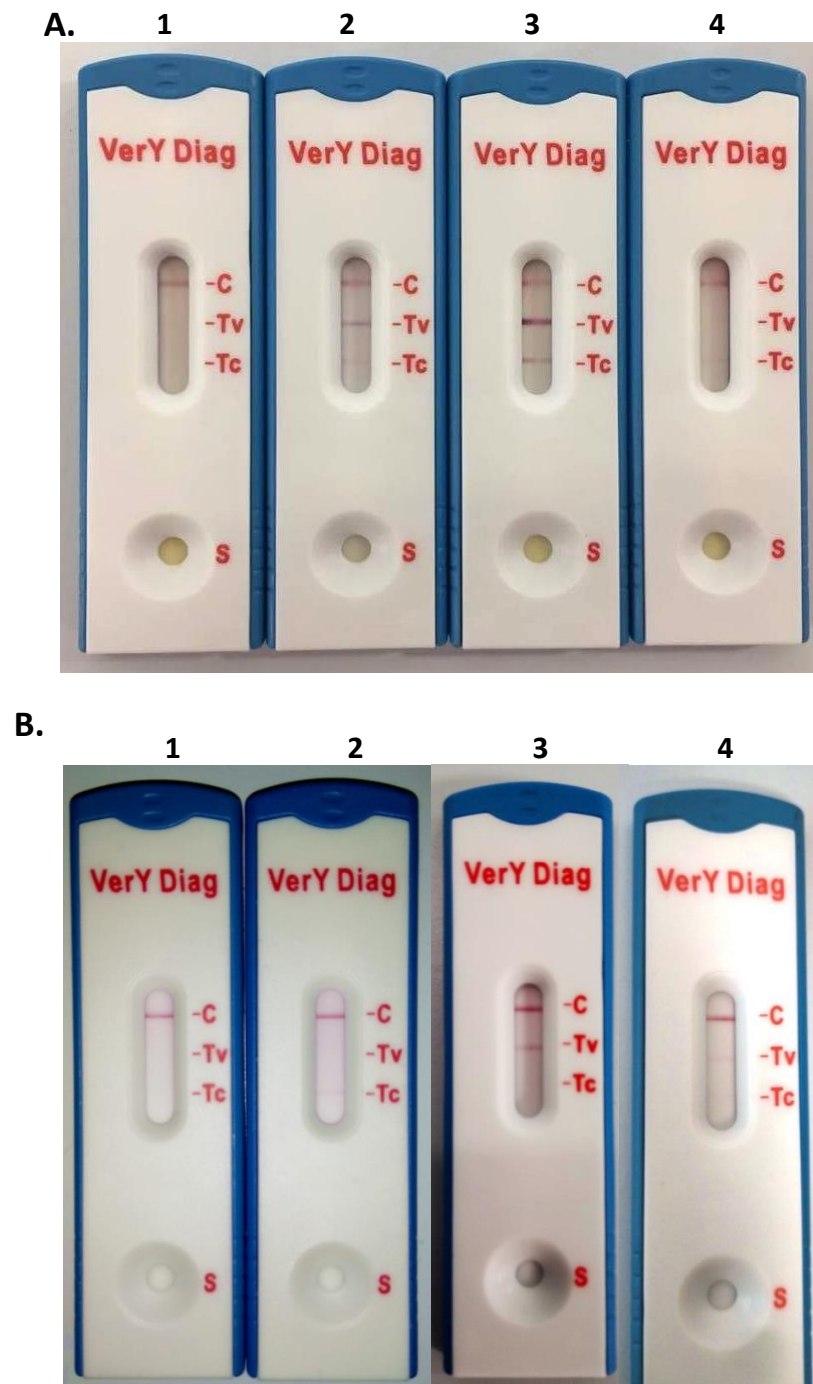 A.
1 2 3 4
VerY Diag VerY Diag VerY Diag VerY Diag
-C -C -C -C
-Tv -Tv -Tv -Tv
-Tc -Tc -Tc -Tc
S S S S
B.
1 2 3 4
VerY Diag VerY Diag VerY Diag VerY Diag
-C -C -C -C
-Tv -Tv -Tv -Tv
-Tc -Tc -Tc -Tc
S S S S